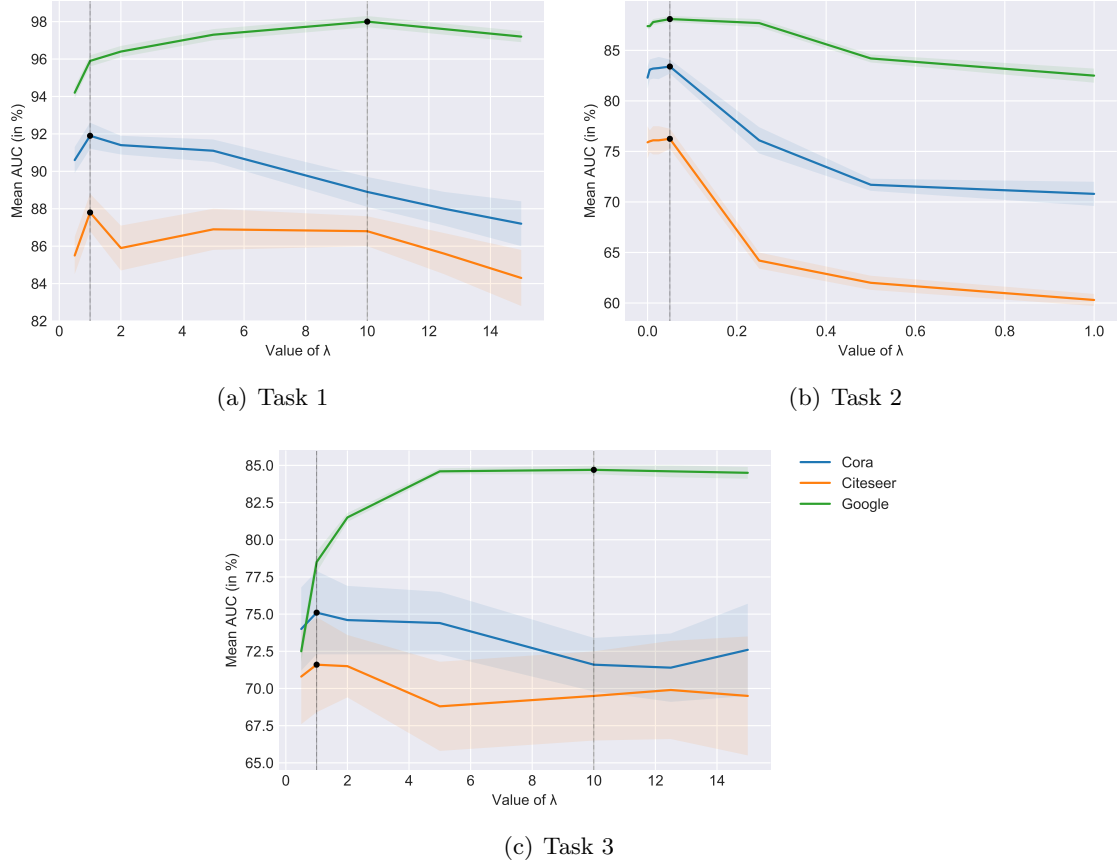 98
96
94
92
90
88
86
84
82
Mean AUC (in %)
0 2 4 6 8 10 12 14
Value of λ
(a) Task 1
85
80
75
70
65
60
Mean AUC (in %)
0.0 0.2 0.4 0.6 0.8 1.0
Value of λ
(b) Task 2
85.0
82.5
80.0
77.5
75.0
72.5
70.0
67.5
65.0
Mean AUC (in %)
0 2 4 6 8 10 12 14
Value of λ
Cora
Citeseer
Google
(c) Task 3